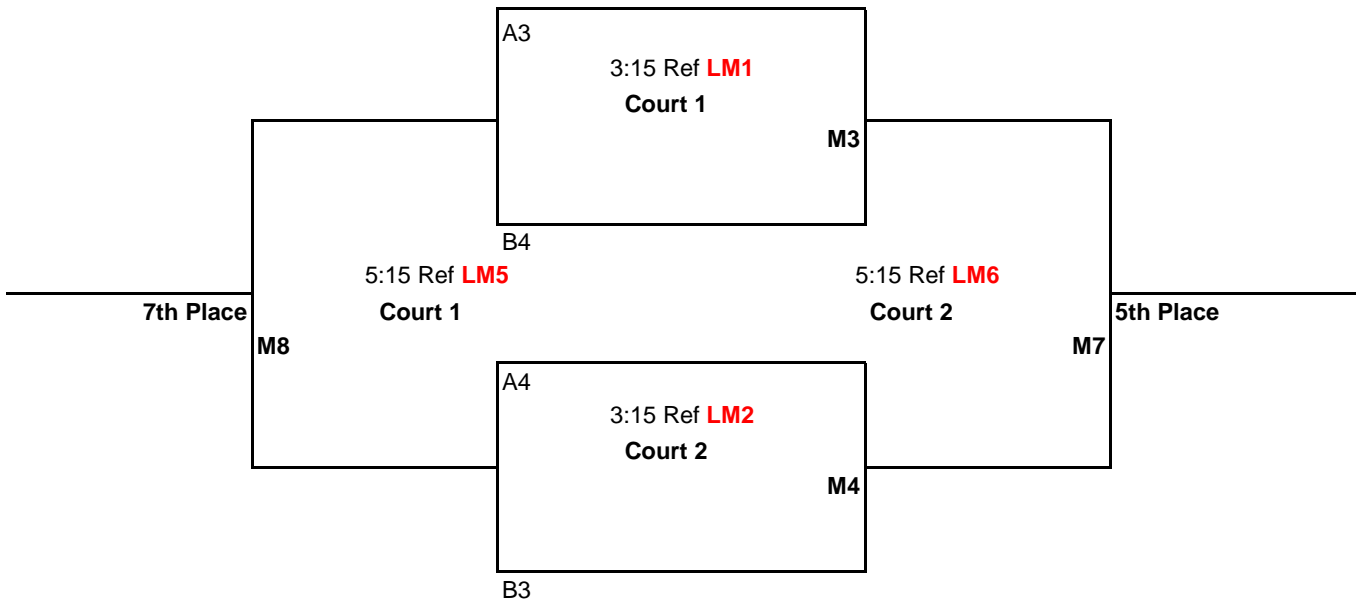 A3
3:15 Ref LM1
Court 1
M3
B4
5:15 Ref LM5
5:15 Ref LM6
7th Place
Court 1
Court 2
5th Place
M8
M7
A4
3:15 Ref LM2
Court 2
M4
B3